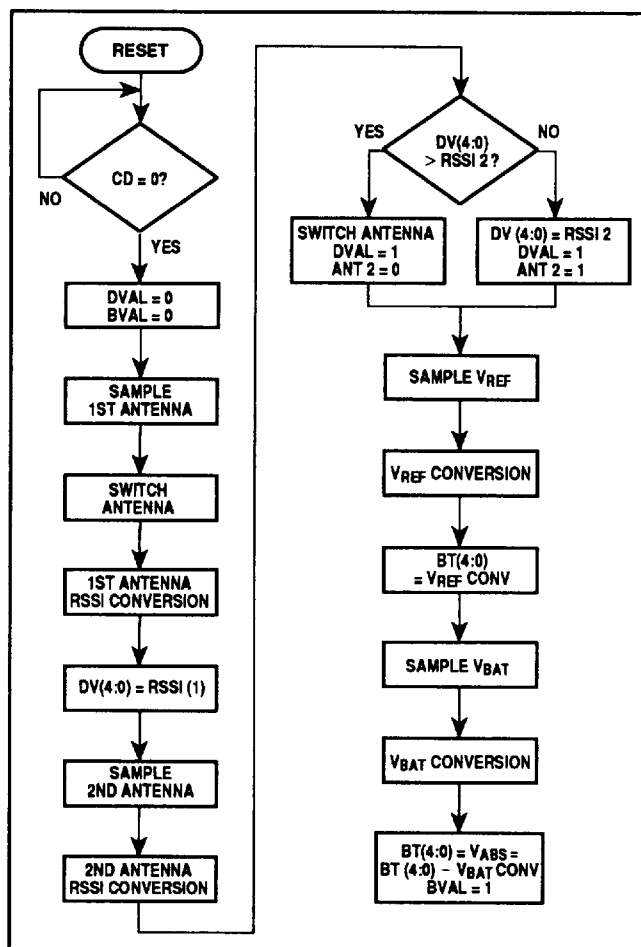 RESET
CD = 0?
NO
YES
DVAL = 0
BVAL = 0
SAMPLE
1ST ANTENNA
SWITCH
ANTENNA
1ST ANTENNA
RSSI CONVERSION
DV(4:0) = RSSI (1)
SAMPLE
2ND ANTENNA
2ND ANTENNA
RSSI CONVERSION
DV(4:0)
> RSSI 2?
YES
NO
SWITCH ANTENNA
DVAL = 1
ANT 2 = 0
DV (4:0) = RSSI 2
DVAL = 1
ANT 2 = 1
SAMPLE VREF
VREF CONVERSION
BT(4:0)
= VREF CONV
SAMPLE VBAT
VBAT CONVERSION
BT(4:0) = VABS =
BT (4:0) – VBAT CONV
BVAL = 1